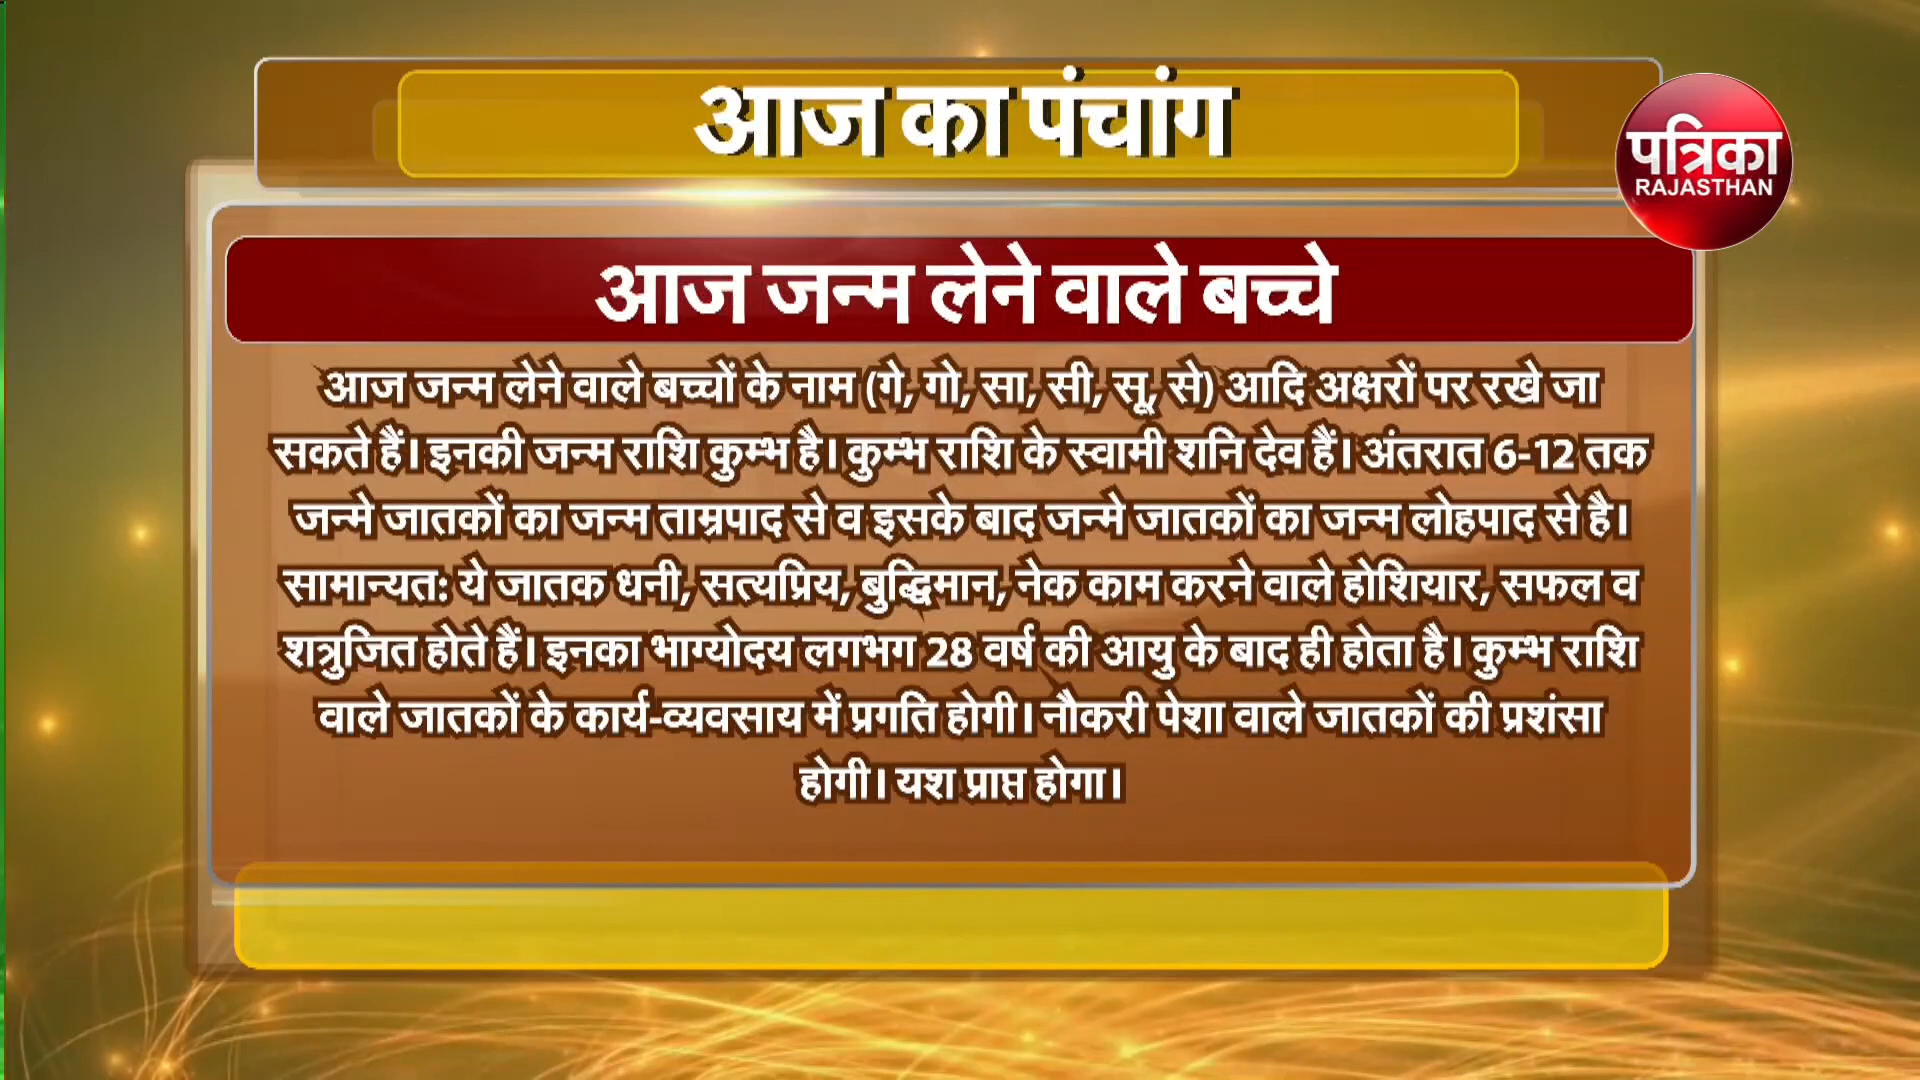 आज का पंचांग
पत्रिका
RAJASTHAN
आज जन्म लेने वाले बच्चे
आज जन्म लेने वाले बच्चों के नाम (गे, गो, सा, सी, सू, से) आदि अक्षरों पर रखे जा
सकते हैं। इनकी जन्म राशि कुम्भ है। कुम्भ राशि के स्वामी शनि देव हैं। अंतरात 6-12 तक
जन्मे जातकों का जन्म ताम्रपाद से व इसके बाद जन्मे जातकों का जन्म लोहपाद से है।
सामान्यत: ये जातक धनी, सत्यप्रिय, बुद्धिमान, नेक काम करने वाले होशियार, सफल व
शत्रुजित होते हैं। इनका भाग्योदय लगभग 28 वर्ष की आयु के बाद ही होता है। कुम्भ राशि
वाले जातकों के कार्य-व्यवसाय में प्रगति होगी। नौकरी पेशा वाले जातकों की प्रशंसा
होगी। यश प्राप्त होगा।